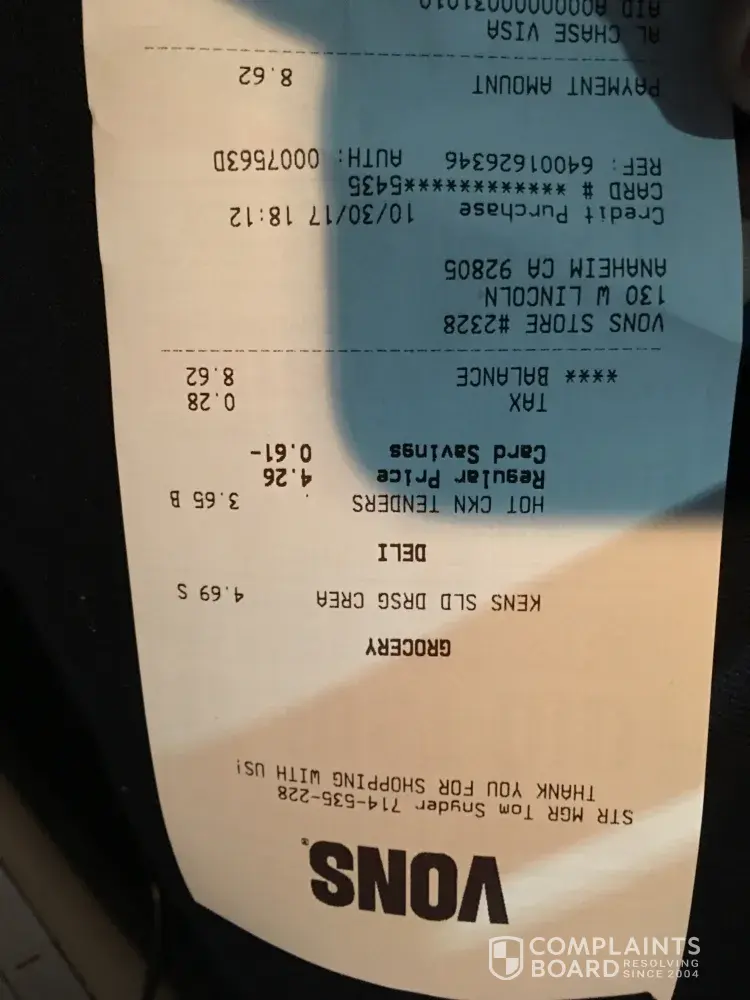 VONS®
STR MGR Tom Snyder 714-535-228
THANK YOU FOR SHOPPING WITH US!
GROCERY
KENS SLD DRSG CREA 4.69 S
DELI
HOT CKN TENDERS 3.65 B
Regular Price 4.26
Card Savings 0.61-
TAX 0.28
**** BALANCE 8.62
VONS STORE #2328
130 W LINCOLN
ANAHEIM CA 92805
Credit Purchase 10/30/17 18:12
CARD # ************5435
REF: 64001626346 AUTH: 0007563D
PAYMENT AMOUNT 8.62
AL CHASE VISA
AID
COMPLAINTS
BOARD RESOLVING
SINCE 2004